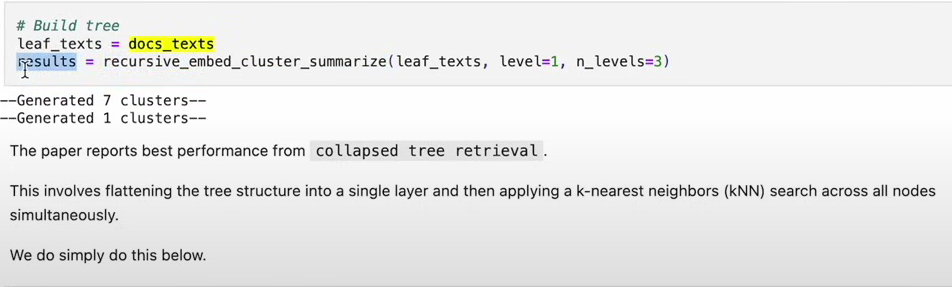 # Build tree
leaf_texts = docs_texts
results = recursive_embed_cluster_summarize(leaf_texts, level=1, n_levels=3)
--Generated 7 clusters--
--Generated 1 clusters--
The paper reports best performance from collapsed tree retrieval.
This involves flattening the tree structure into a single layer and then applying a k-nearest neighbors (kNN) search across all nodes
simultaneously.
We do simply do this below.